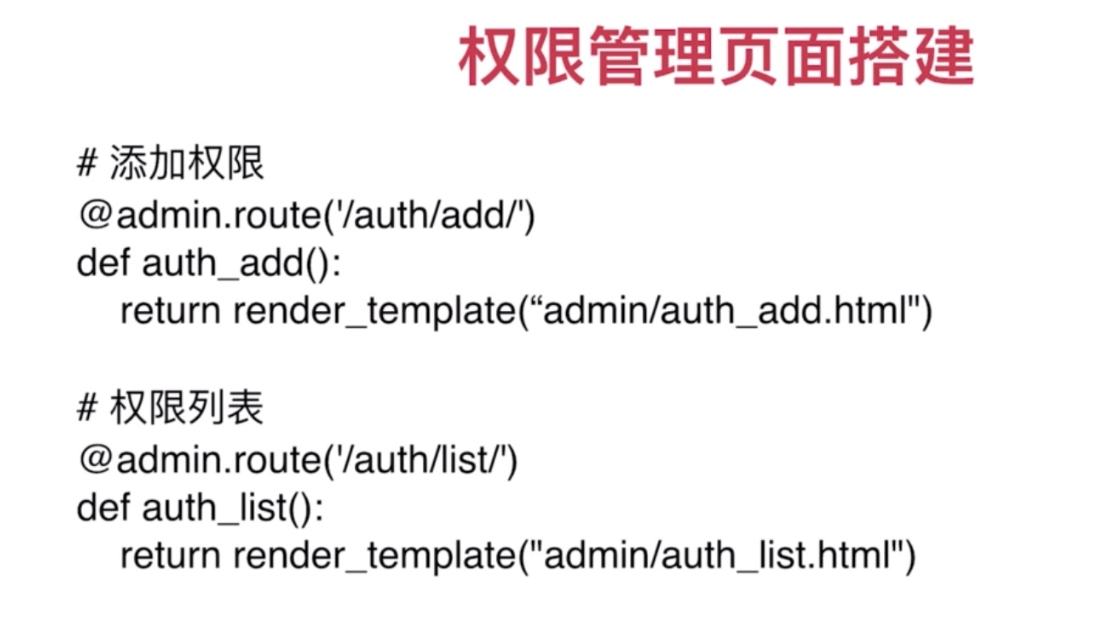 权限管理页面搭建
# 添加权限
@admin.route('/auth/add/')
def auth_add():
    return render_template(“admin/auth_add.html")
# 权限列表
@admin.route('/auth/list/')
def auth_list():
    return render_template("admin/auth_list.html")